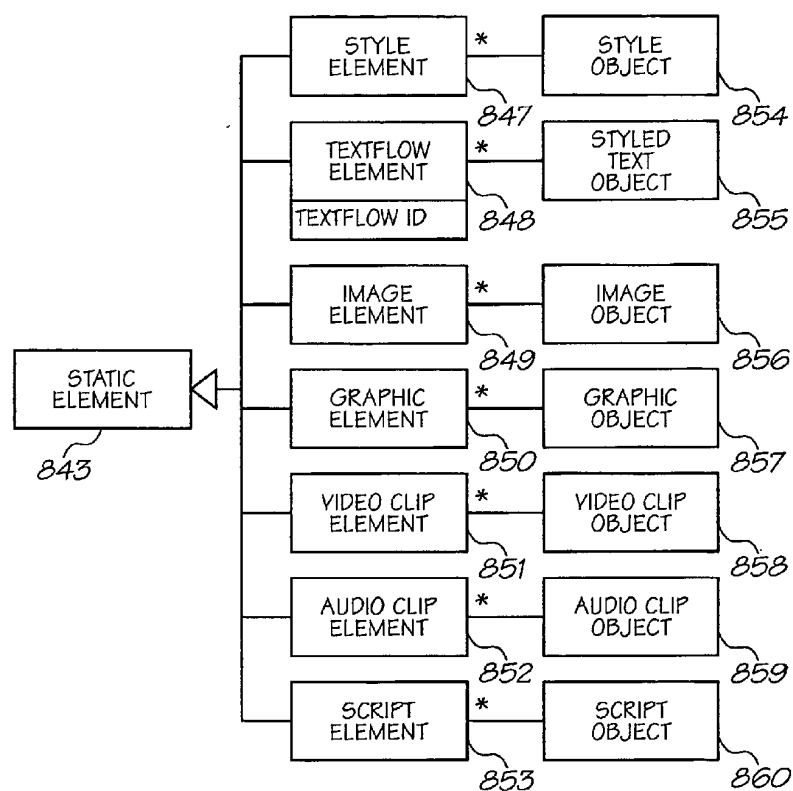 STYLE
ELEMENT
*
STYLE
OBJECT
847
854
TEXTFLOW
ELEMENT
*
STYLED
TEXT
OBJECT
TEXTFLOW ID
848
855
IMAGE
ELEMENT
*
IMAGE
OBJECT
849
856
STATIC
ELEMENT
843
GRAPHIC
ELEMENT
*
GRAPHIC
OBJECT
850
857
VIDEO CLIP
ELEMENT
*
VIDEO CLIP
OBJECT
851
858
AUDIO CLIP
ELEMENT
*
AUDIO CLIP
OBJECT
852
859
SCRIPT
ELEMENT
*
SCRIPT
OBJECT
853
860